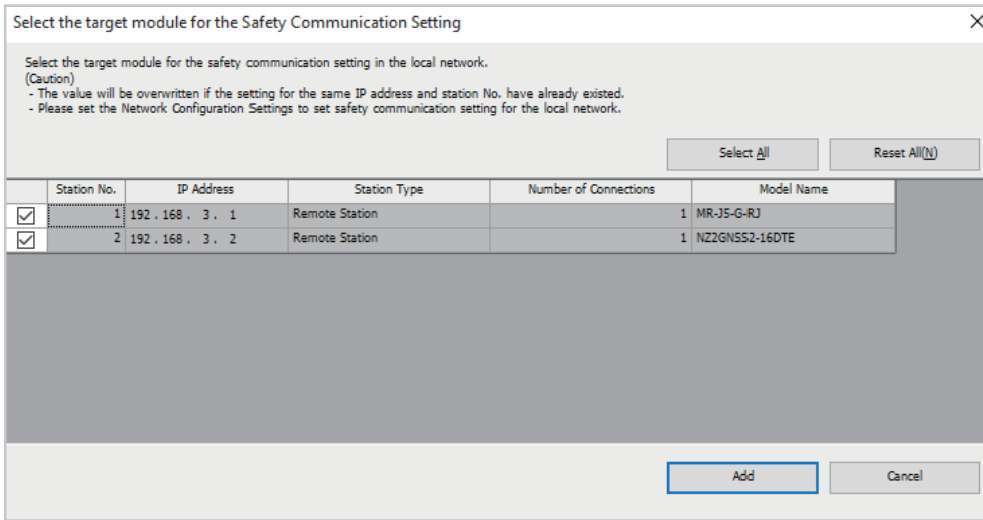 Select the target module for the Safety Communication Setting
Select the target module for the safety communication setting in the local network.
(Caution)
- The value will be overwritten if the setting for the same IP address and station No. have already existed.
- Please set the Network Configuration Settings to set safety communication setting for the local network.
Select All Reset All(N)
Station No. IP Address Station Type Number of Connections Model Name
1 192 . 168 . 3 . 1 Remote Station 1 MR-J5-G-RJ
2 192 . 168 . 3 . 2 Remote Station 1 NZ2GNSS2-16DTE
Add Cancel